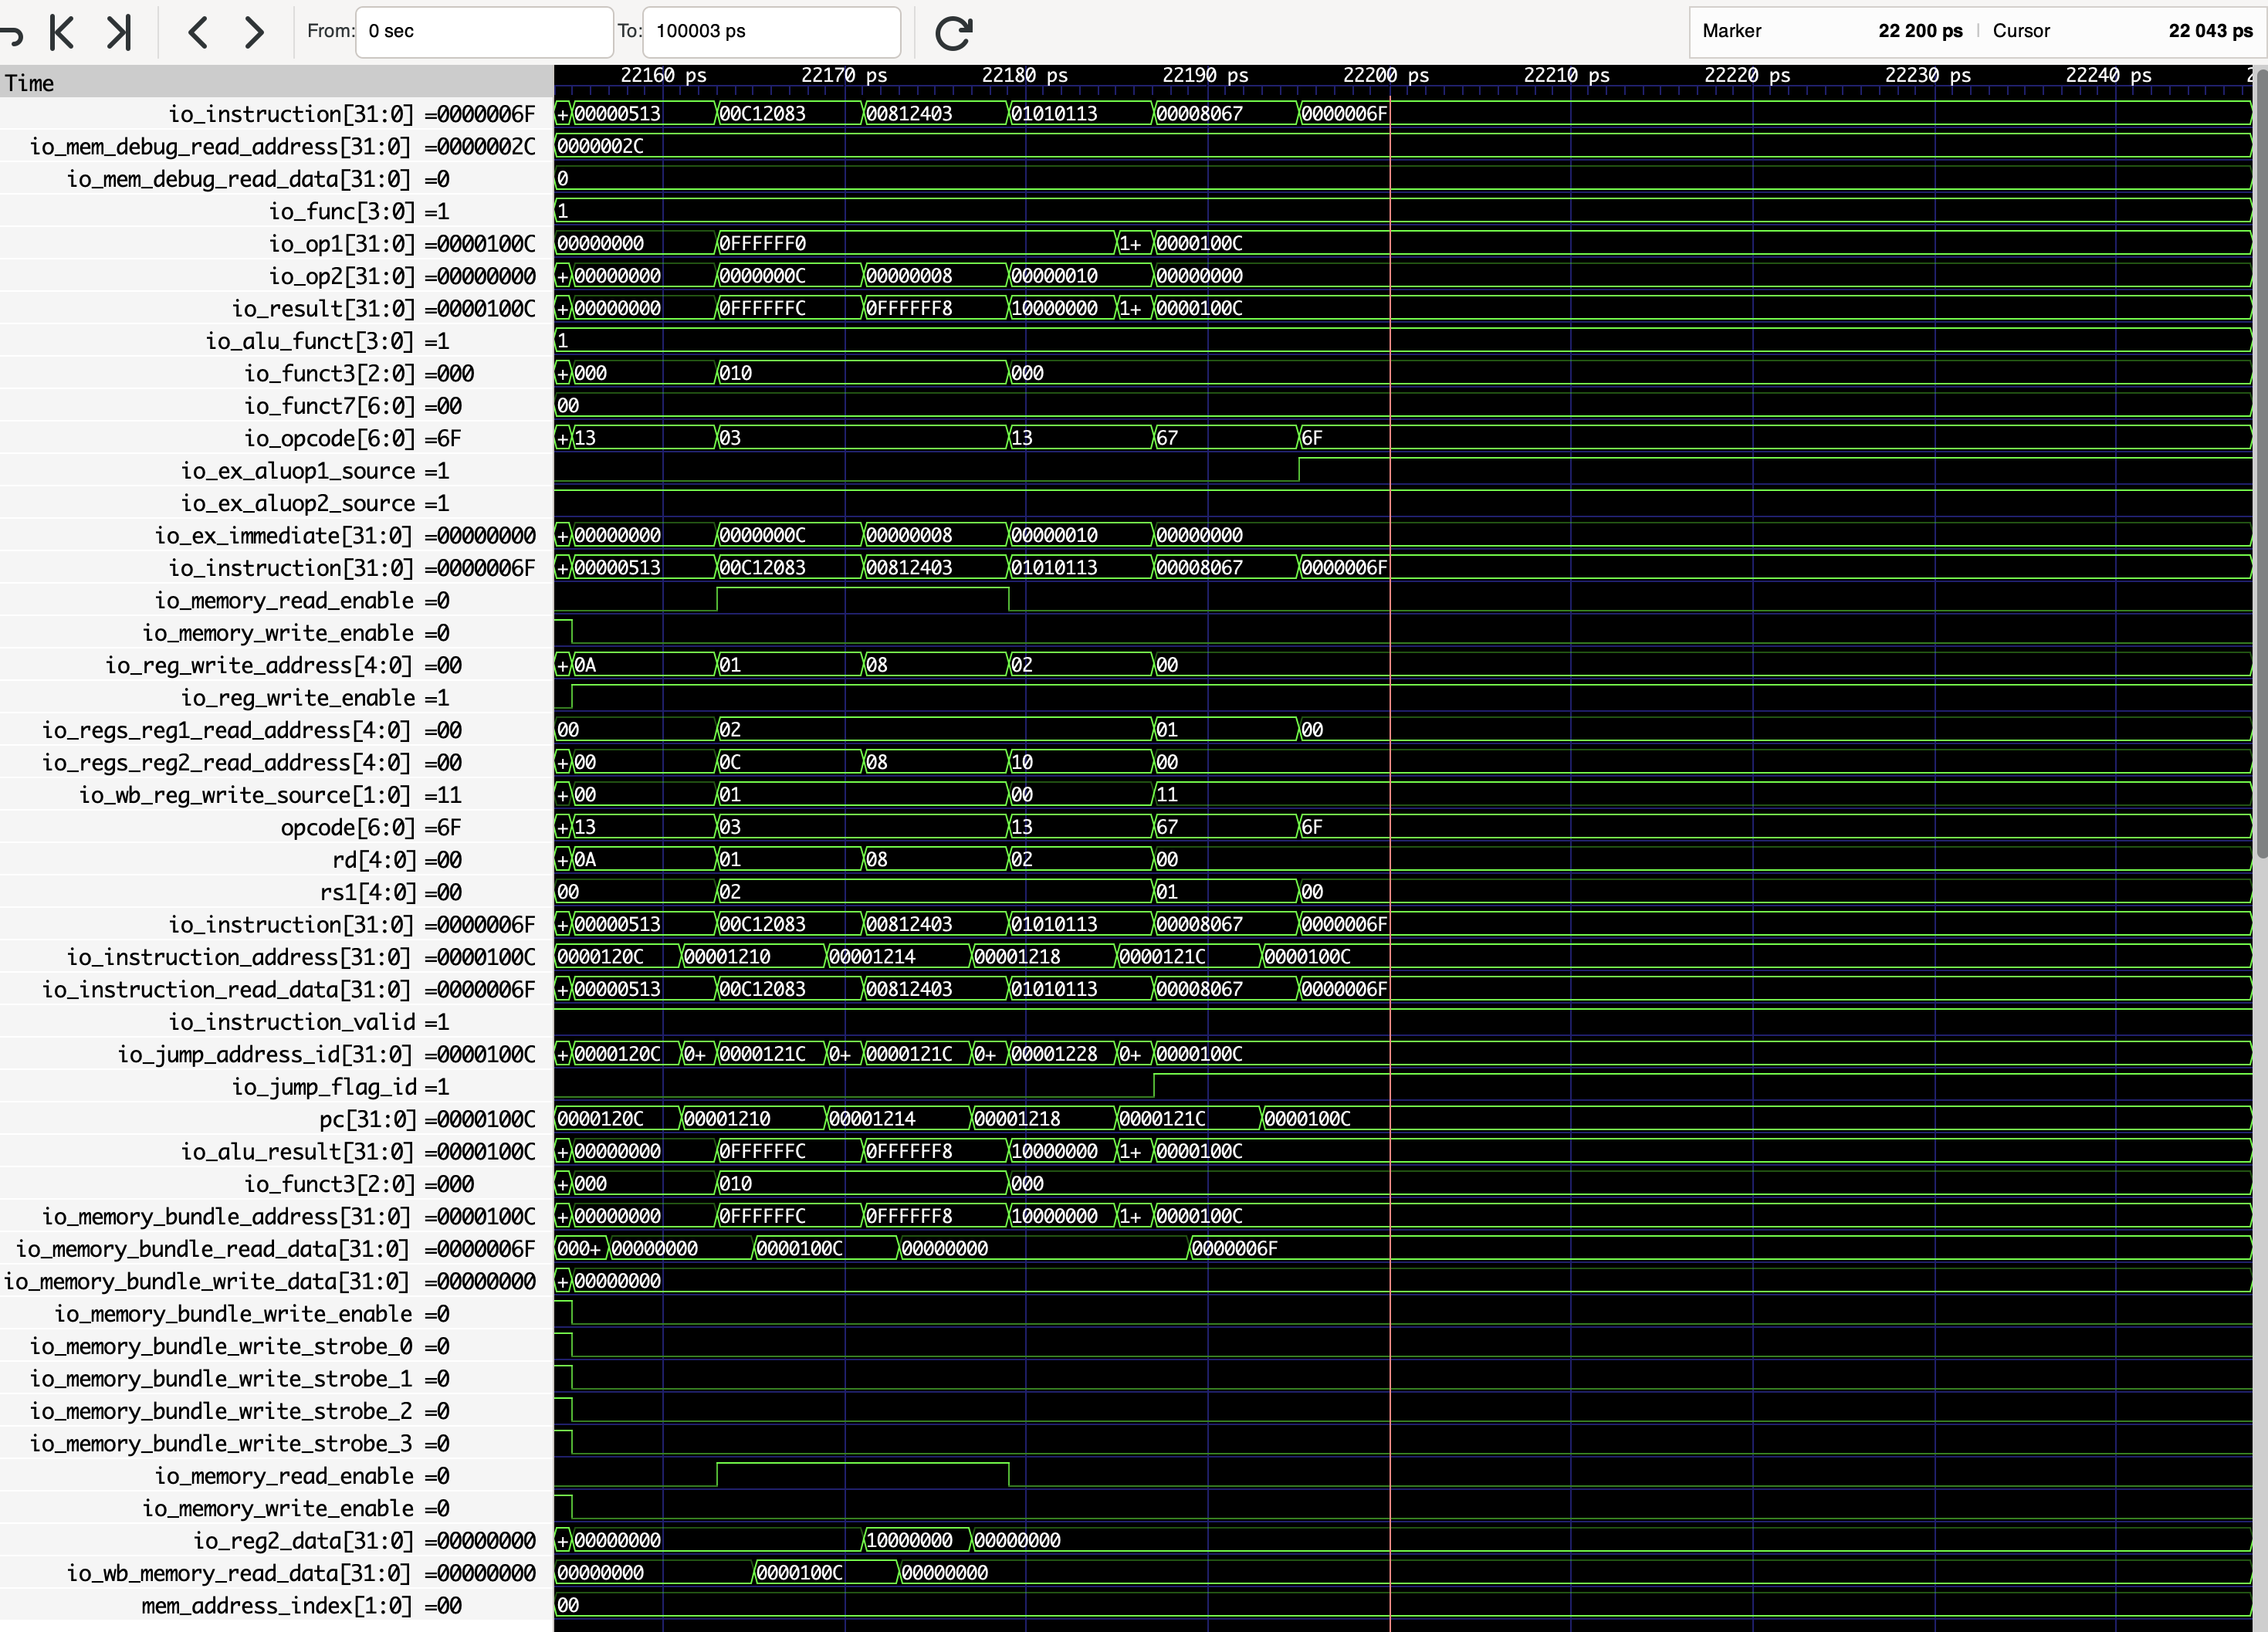 From: 0 sec To: 100003 ps Marker 22 200 ps | Cursor 22 043 ps
Time 22160 ps 22170 ps 22180 ps 22190 ps 22200 ps 22210 ps 22220 ps 22230 ps 22240 ps 2
io_instruction[31:0] =0000006F + 00000513 00C12083 00812403 01010113 00008067 0000006F
io_mem_debug_read_address[31:0] =0000002C 0000002C
io_mem_debug_read_data[31:0] =0 0
io_func[3:0] =1 1
io_op1[31:0] =0000100C 00000000 0FFFFFF0 1+ 0000100C
io_op2[31:0] =00000000 + 00000000 0000000C 00000008 00000010 00000000
io_result[31:0] =0000100C + 00000000 0FFFFFFC 0FFFFFF8 10000000 1+ 0000100C
io_alu_funct[3:0] =1 1
io_funct3[2:0] =000 + 000 010 000
io_funct7[6:0] =00 00
io_opcode[6:0] =6F + 13 03 13 67 6F
io_ex_aluop1_source =1
io_ex_aluop2_source =1
io_ex_immediate[31:0] =00000000 + 00000000 0000000C 00000008 00000010 00000000
io_instruction[31:0] =0000006F + 00000513 00C12083 00812403 01010113 00008067 0000006F
io_memory_read_enable =0
io_memory_write_enable =0
io_reg_write_address[4:0] =00 + 0A 01 08 02 00
io_reg_write_enable =1
io_regs_reg1_read_address[4:0] =00 00 02 01 00
io_regs_reg2_read_address[4:0] =00 + 00 0C 08 10 00
io_wb_reg_write_source[1:0] =11 + 00 01 00 11
opcode[6:0] =6F + 13 03 13 67 6F
rd[4:0] =00 + 0A 01 08 02 00
rs1[4:0] =00 00 02 01 00
io_instruction[31:0] =0000006F + 00000513 00C12083 00812403 01010113 00008067 0000006F
io_instruction_address[31:0] =0000100C 0000120C 00001210 00001214 00001218 0000121C 0000100C
io_instruction_read_data[31:0] =0000006F + 00000513 00C12083 00812403 01010113 00008067 0000006F
io_instruction_valid =1
io_jump_address_id[31:0] =0000100C + 0000120C 0+ 0000121C 0+ 0000121C 0+ 00001228 0+ 0000100C
io_jump_flag_id =1
pc[31:0] =0000100C 0000120C 00001210 00001214 00001218 0000121C 0000100C
io_alu_result[31:0] =0000100C + 00000000 0FFFFFFC 0FFFFFF8 10000000 1+ 0000100C
io_funct3[2:0] =000 + 000 010 000
io_memory_bundle_address[31:0] =0000100C + 00000000 0FFFFFFC 0FFFFFF8 10000000 1+ 0000100C
io_memory_bundle_read_data[31:0] =0000006F 000+ 00000000 0000100C 00000000 0000006F
io_memory_bundle_write_data[31:0] =00000000 + 00000000
io_memory_bundle_write_enable =0
io_memory_bundle_write_strobe_0 =0
io_memory_bundle_write_strobe_1 =0
io_memory_bundle_write_strobe_2 =0
io_memory_bundle_write_strobe_3 =0
io_memory_read_enable =0
io_memory_write_enable =0
io_reg2_data[31:0] =00000000 + 00000000 10000000 00000000
io_wb_memory_read_data[31:0] =00000000 00000000 0000100C 00000000
mem_address_index[1:0] =00 00